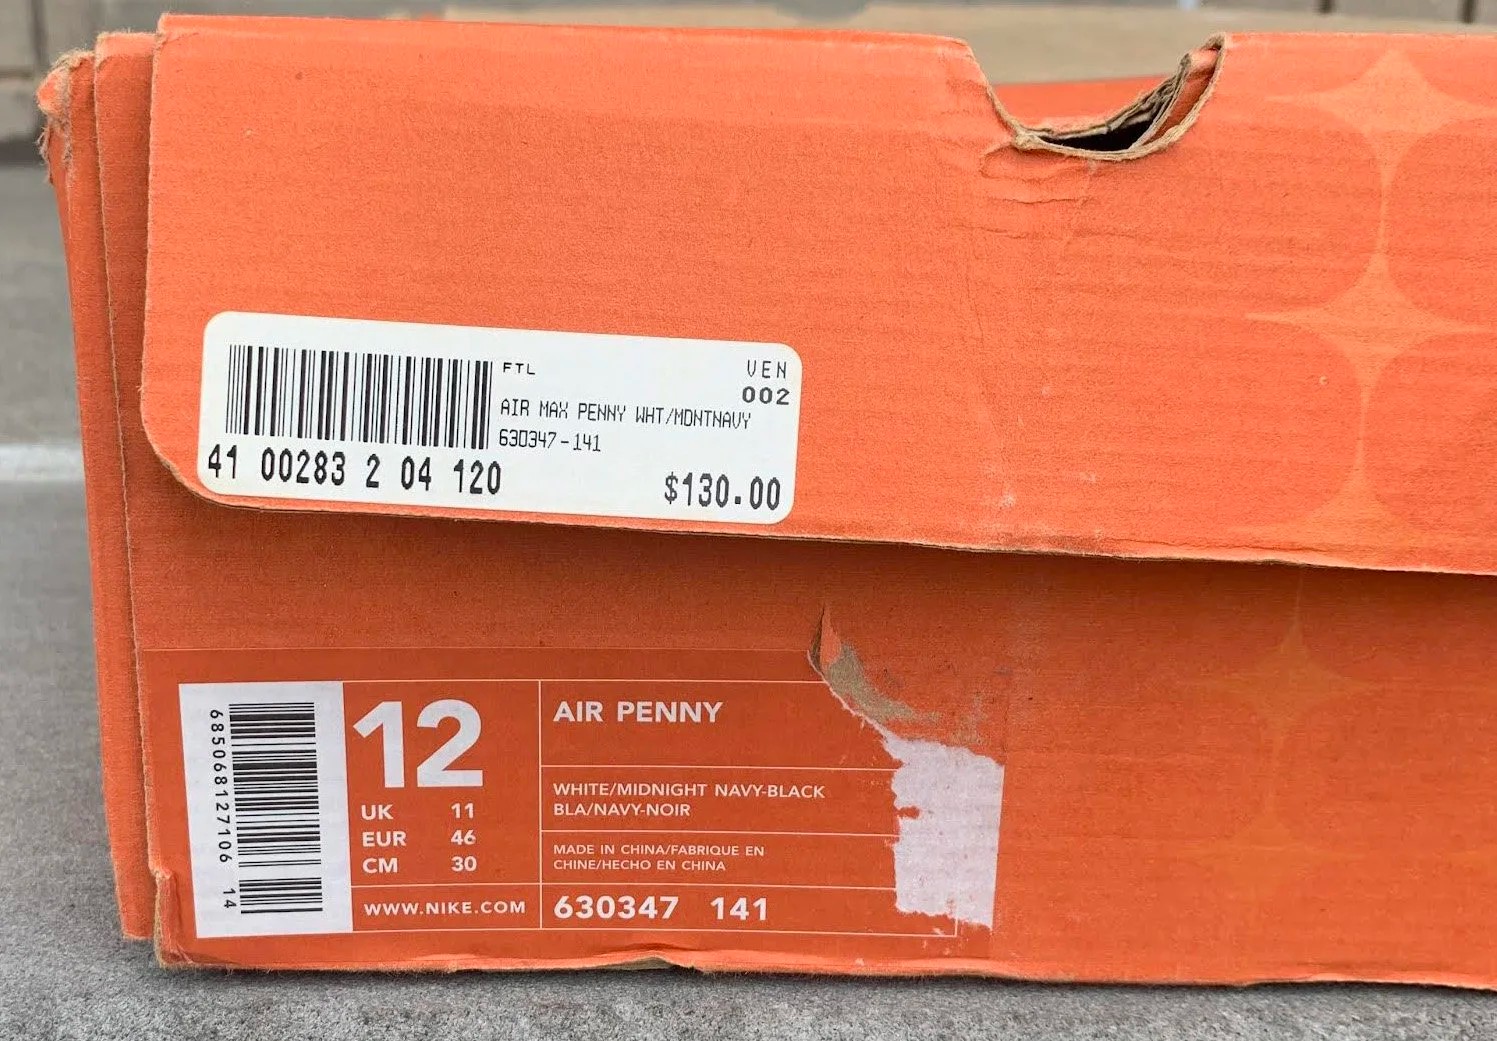 FTL
VEN
002
AIR MAX PENNY WHT/MDNTNAVY
630347-141
41 00283 2 04 120
$130.00
685068127106 14
12
UK 11
EUR 46
CM 30
WWW.NIKE.COM
AIR PENNY
WHITE/MIDNIGHT NAVY-BLACK
BLA/NAVY-NOIR
MADE IN CHINA/FABRIQUE EN
CHINE/HECHO EN CHINA
630347 141